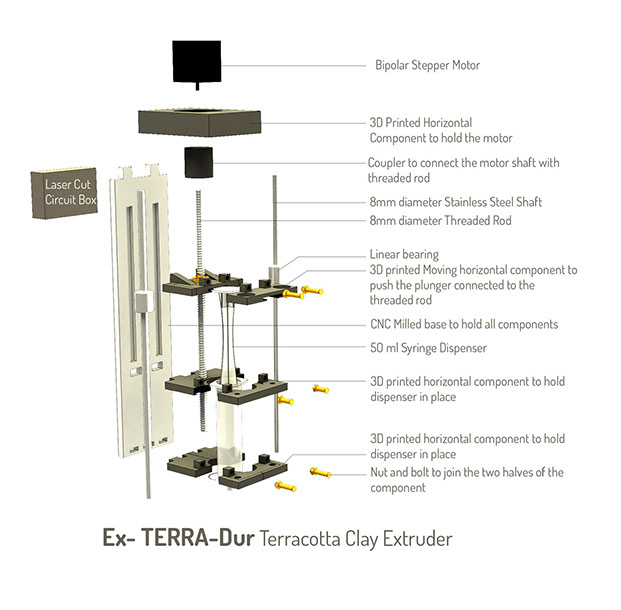 Bipolar Stepper Motor
3D Printed Horizontal
Component to hold the motor
Coupler to connect the motor shaft with
threaded rod
Laser Cut
Circuit Box
8mm diameter Stainless Steel Shaft
8mm diameter Threaded Rod
Linear bearing
3D printed Moving horizontal component to
push the plunger connected to the
threaded rod
CNC Milled base to hold all components
50 ml Syringe Dispenser
3D printed horizontal component to hold
dispenser in place
3D printed horizontal component to hold
dispenser in place
Nut and bolt to join the two halves of the
component
Ex- TERRA-Dur Terracotta Clay Extruder